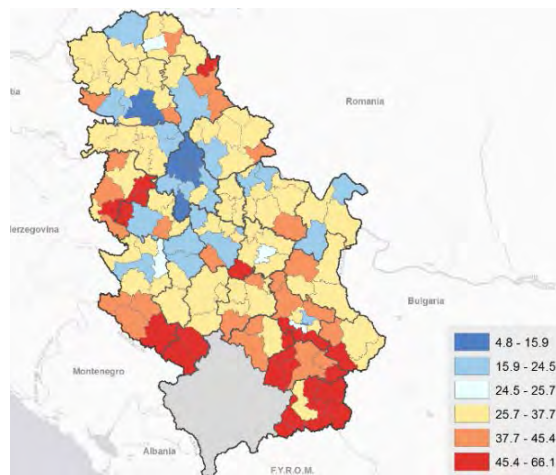 tia
Romania
Herzegovina
Bulgaria
Montenegro
Albania
F.Y.R.O.M.
4.8 - 15.9
15.9 - 24.5
24.5 - 25.7
25.7 - 37.7
37.7 - 45.4
45.4 - 66.1